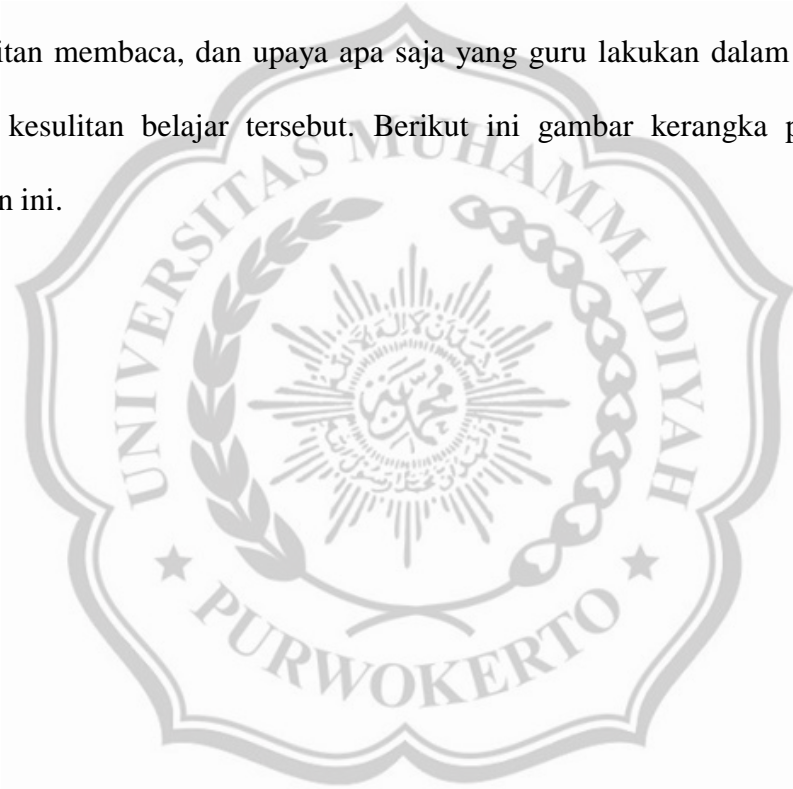 itan membaca, dan upaya apa saja yang guru lakukan dalam
kesulitan belajar tersebut. Berikut ini gambar kerangka p
n ini.
UNIVERSITAS MUHAMMADIYAH
PURWOKERTO